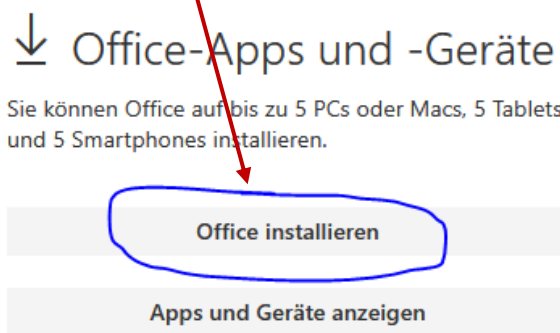 Office-Apps und -Geräte
Sie können Office auf bis zu 5 PCs oder Macs, 5 Tablets
und 5 Smartphones installieren.
Office installieren
Apps und Geräte anzeigen